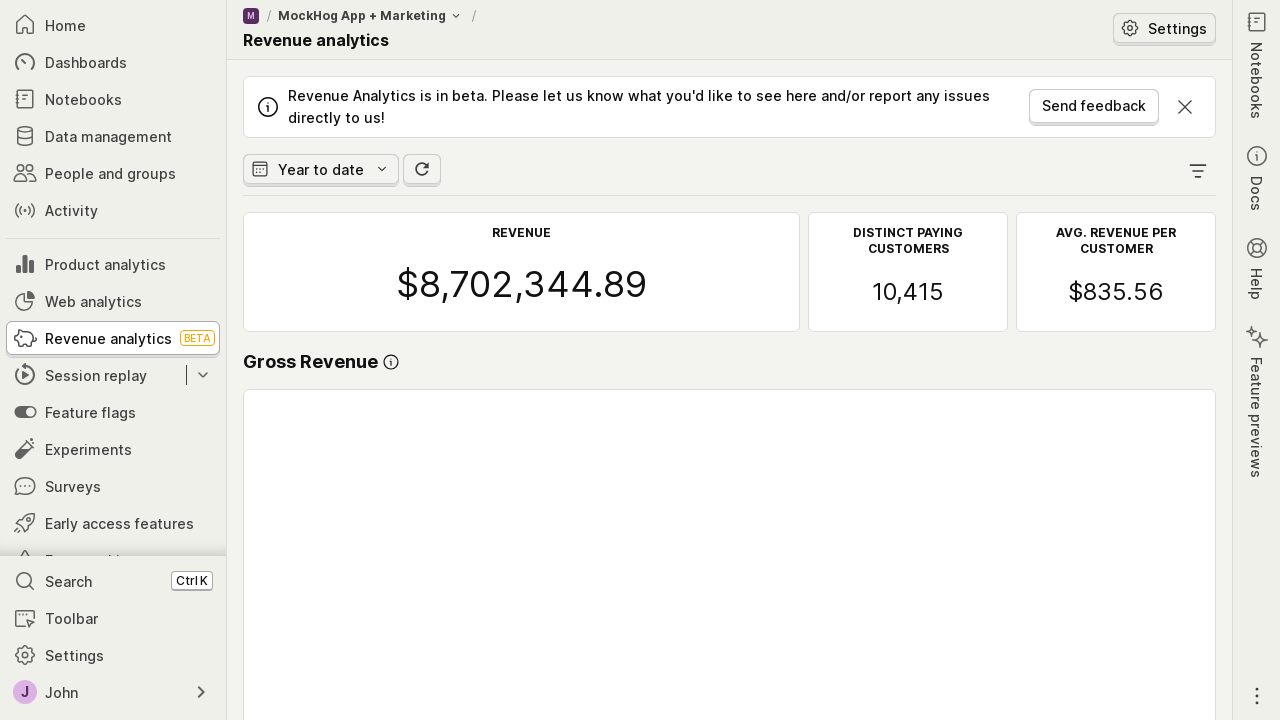 Home
Dashboards
Notebooks
Data management
People and groups
Activity
Product analytics
Web analytics
Revenue analytics BETA
Session replay
Feature flags
Experiments
Surveys
Early access features
Search Ctrl K
Toolbar
Settings
J John
M / MockHog App + Marketing /
Revenue analytics
Settings
Revenue Analytics is in beta. Please let us know what you'd like to see here and/or report any issues
directly to us!
Send feedback
Year to date
REVENUE
$8,702,344.89
DISTINCT PAYING
CUSTOMERS
10,415
AVG. REVENUE PER
CUSTOMER
$835.56
Gross Revenue
Notebooks
Docs
Help
Feature previews